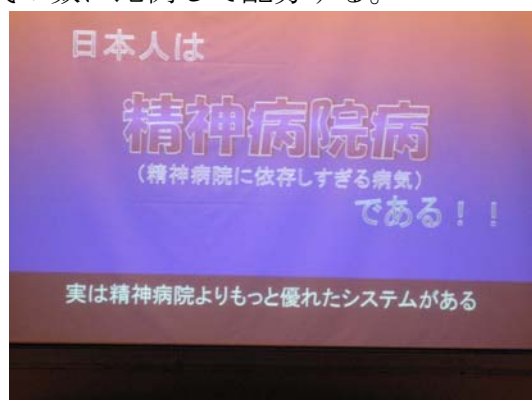 日本人は
精神病院病
（精神病院に依存しすぎる病気）
である！！
実は精神病院よりもっと優れたシステムがある